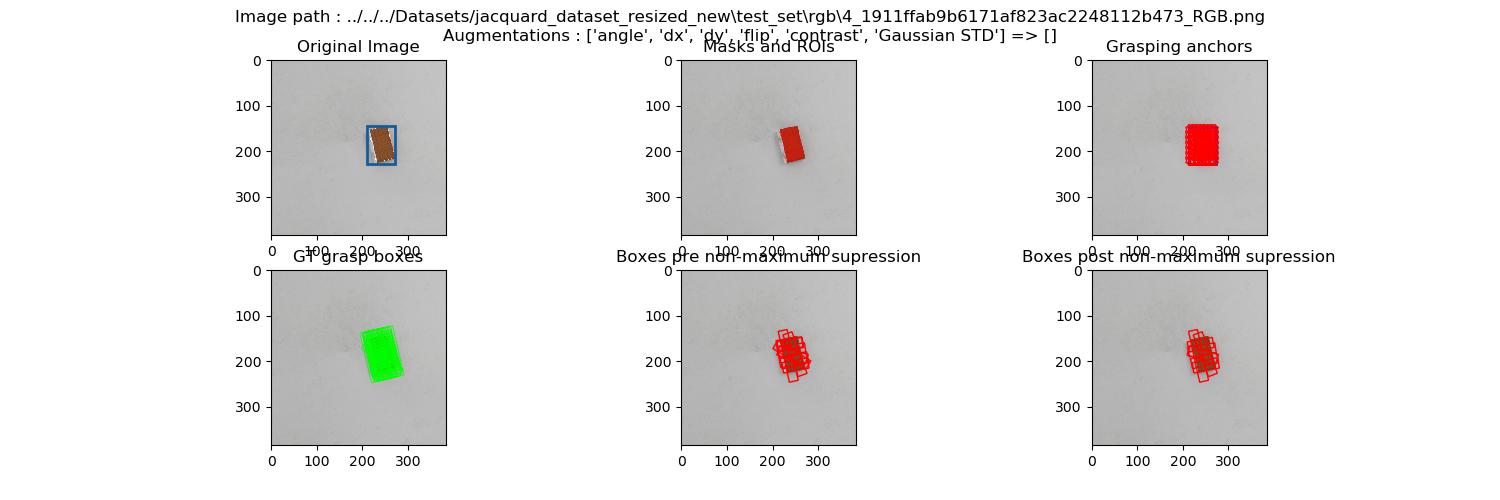 Image path : ../../../Datasets/jacquard_dataset_resized_new\test_set\rgb\4_1911ffab9b6171af823ac2248112b473_RGB.png
Augmentations : ['angle', 'dx', 'dy', 'flip', 'contrast', 'Gaussian STD'] => []
Original Image
Masks and ROIs
Grasping anchors
0
100
200
300
0 100 200 300
0
100
200
300
0 100 200 300
0
100
200
300
0 100 200 300
GT grasp boxes
Boxes pre non-maximum supression
Boxes post non-maximum supression
0
100
200
300
0 100 200 300
0
100
200
300
0 100 200 300
0
100
200
300
0 100 200 300